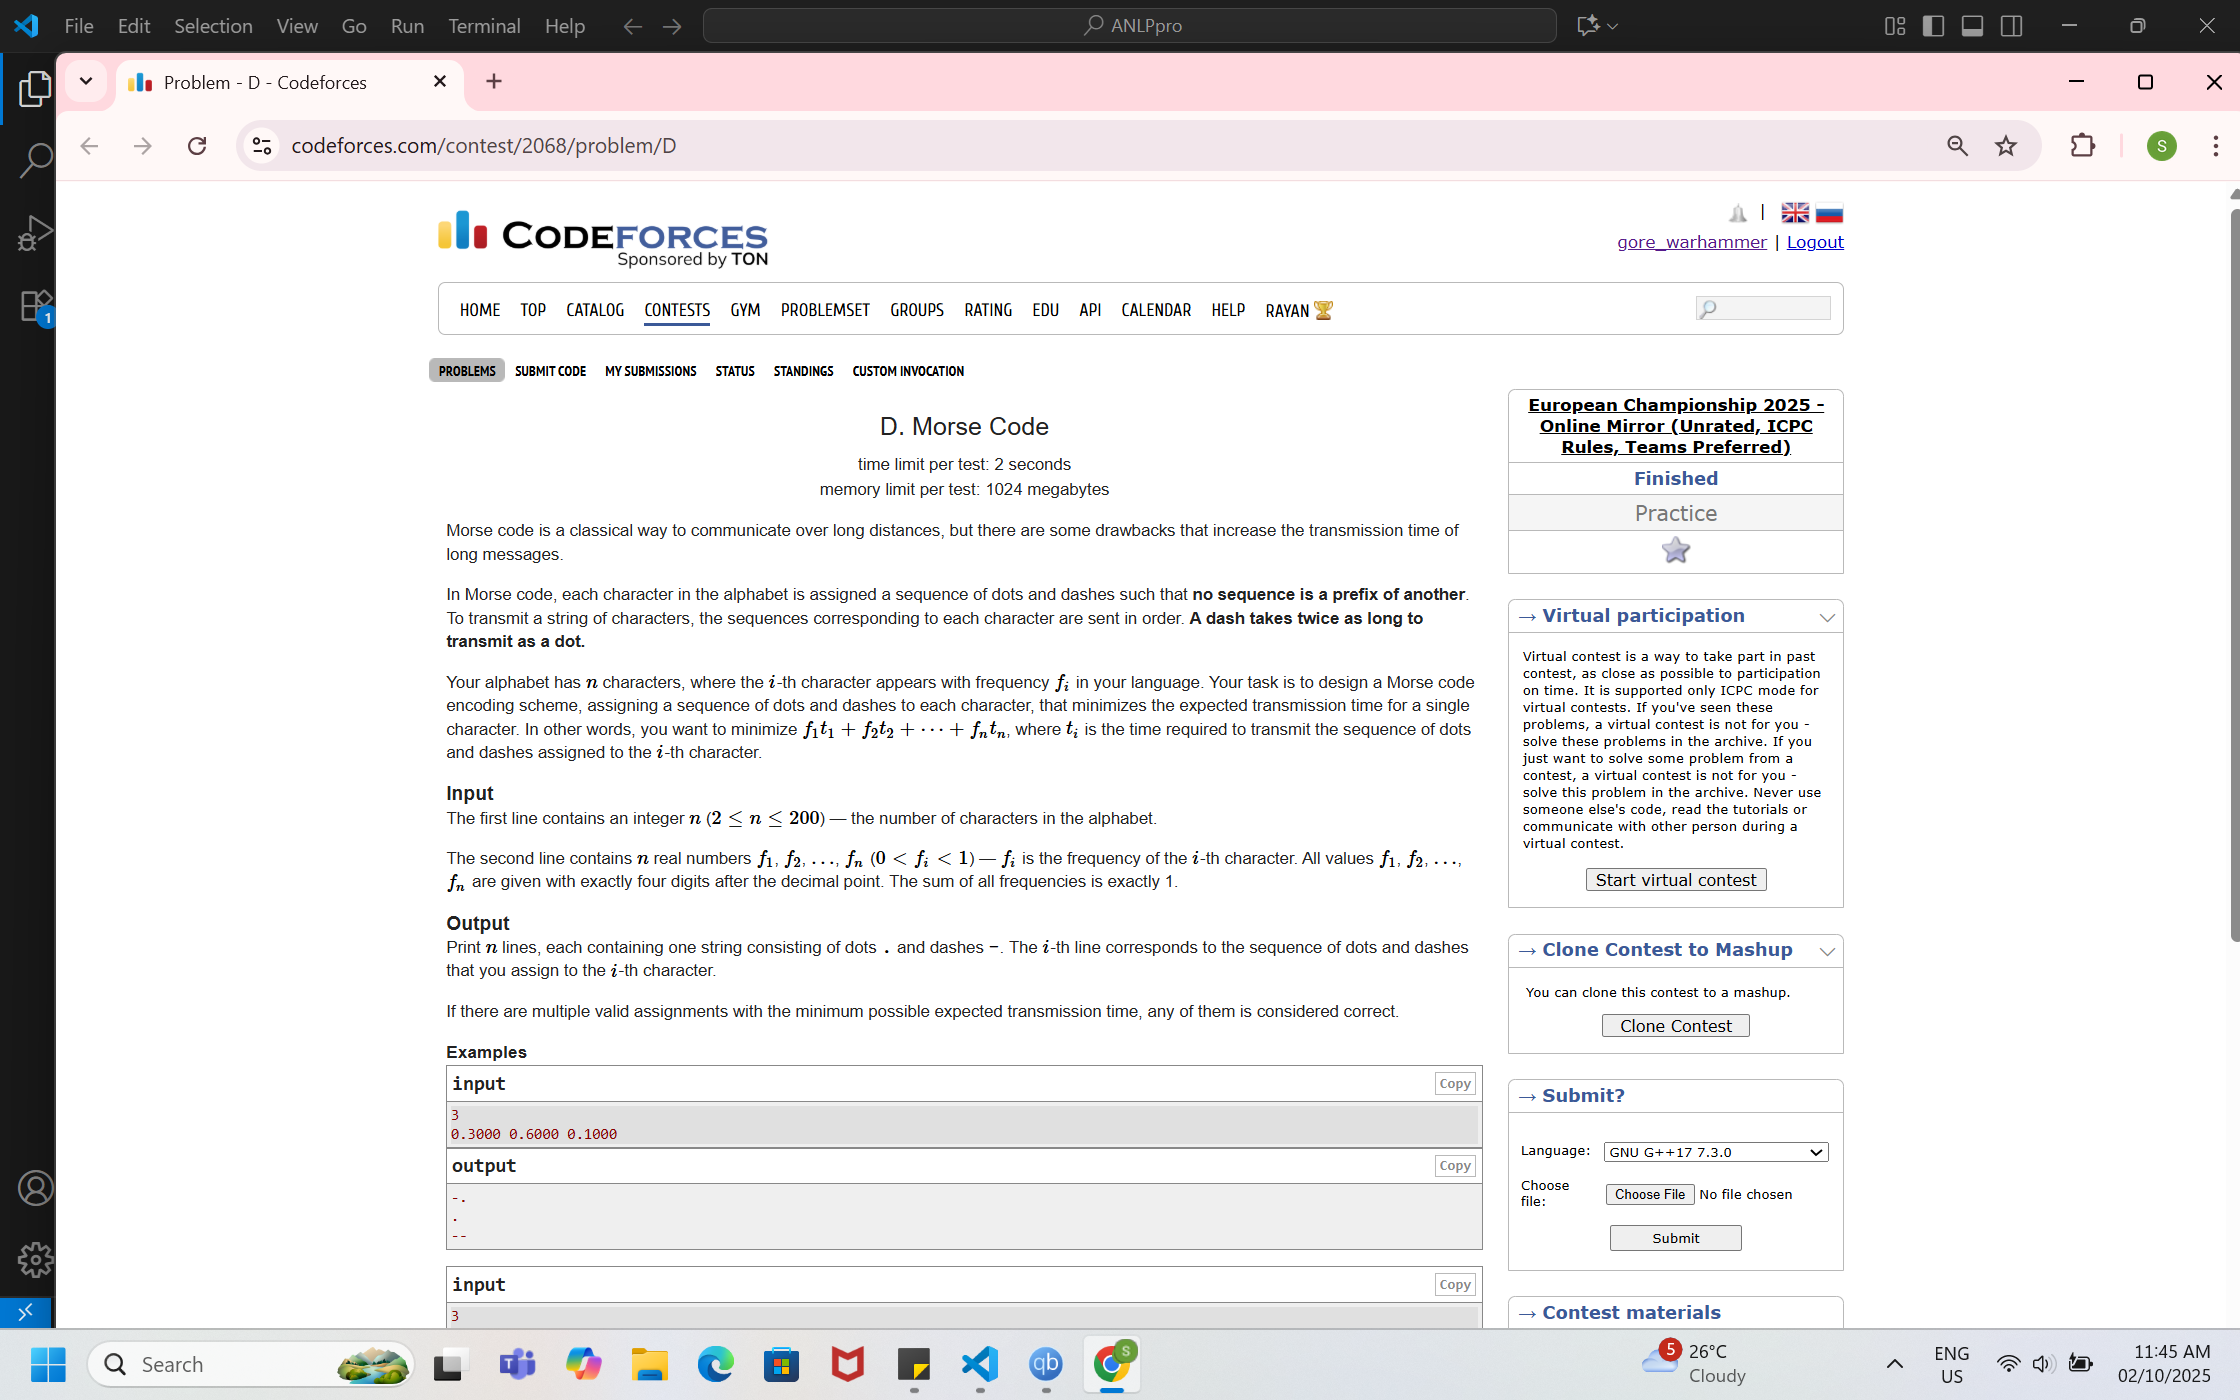 File Edit Selection View Go Run Terminal Help ANLPpro
Problem - D - Codeforces
codeforces.com/contest/2068/problem/D S
CODEFORCES
Sponsored by TON
gore_warhammer | Logout
HOME TOP CATALOG CONTESTS GYM PROBLEMSET GROUPS RATING EDU API CALENDAR HELP RAYAN
PROBLEMS SUBMIT CODE MY SUBMISSIONS STATUS STANDINGS CUSTOM INVOCATION
D. Morse Code
time limit per test: 2 seconds
memory limit per test: 1024 megabytes
Morse code is a classical way to communicate over long distances, but there are some drawbacks that increase the transmission time of
long messages.
In Morse code, each character in the alphabet is assigned a sequence of dots and dashes such that no sequence is a prefix of another.
To transmit a string of characters, the sequences corresponding to each character are sent in order. A dash takes twice as long to
transmit as a dot.
Your alphabet has n characters, where the i-th character appears with frequency fi in your language. Your task is to design a Morse code
encoding scheme, assigning a sequence of dots and dashes to each character, that minimizes the expected transmission time for a single
character. In other words, you want to minimize f1t1 + f2t2 + ⋯ + fntn, where ti is the time required to transmit the sequence of dots
and dashes assigned to the i-th character.
Input
The first line contains an integer n (2 ≤ n ≤ 200) — the number of characters in the alphabet.
The second line contains n real numbers f1, f2, …, fn (0 < fi < 1) — fi is the frequency of the i-th character. All values f1, f2, …,
fn are given with exactly four digits after the decimal point. The sum of all frequencies is exactly 1.
Output
Print n lines, each containing one string consisting of dots . and dashes -. The i-th line corresponds to the sequence of dots and dashes
that you assign to the i-th character.
If there are multiple valid assignments with the minimum possible expected transmission time, any of them is considered correct.
Examples
input Copy
3
0.3000 0.6000 0.1000
output Copy
-.
.
--
input Copy
3
European Championship 2025 -
Online Mirror (Unrated, ICPC
Rules, Teams Preferred)
Finished
Practice
→ Virtual participation
Virtual contest is a way to take part in past
contest, as close as possible to participation
on time. It is supported only ICPC mode for
virtual contests. If you've seen these
problems, a virtual contest is not for you -
solve these problems in the archive. If you
just want to solve some problem from a
contest, a virtual contest is not for you -
solve this problem in the archive. Never use
someone else's code, read the tutorials or
communicate with other person during a
virtual contest.
Start virtual contest
→ Clone Contest to Mashup
You can clone this contest to a mashup.
Clone Contest
→ Submit?
Language: GNU G++17 7.3.0
Choose
file: Choose File No file chosen
Submit
→ Contest materials
1
Search
T
qb
S
5
26°C
Cloudy
ENG
US
11:45 AM
02/10/2025